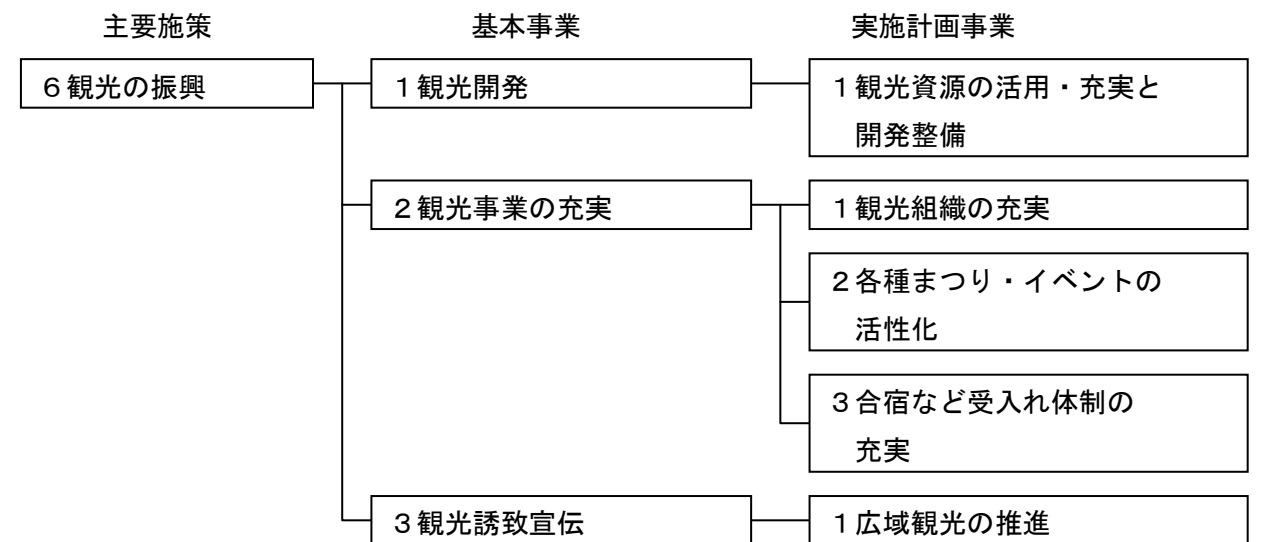 主要施策 基本事業 実施計画事業
6観光の振興 1観光開発 1観光資源の活用・充実と
開発整備
2観光事業の充実 1観光組織の充実
2各種まつり・イベントの
活性化
3合宿など受入れ体制の
充実
3観光誘致宣伝 1広域観光の推進